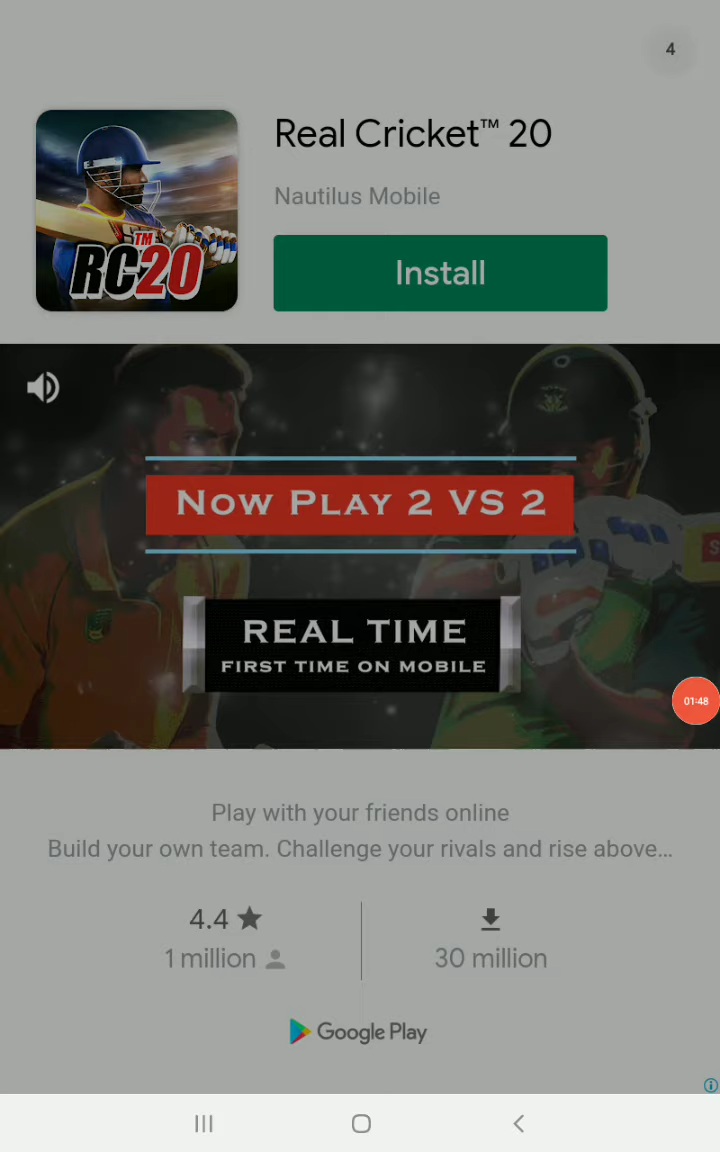 4
Real Cricket™ 20
Nautilus Mobile
Install
RC20™
NOW PLAY 2 VS 2
REAL TIME
FIRST TIME ON MOBILE
S
01:48
Play with your friends online
Build your own team. Challenge your rivals and rise above...
4.4
1 million
30 million
Google Play